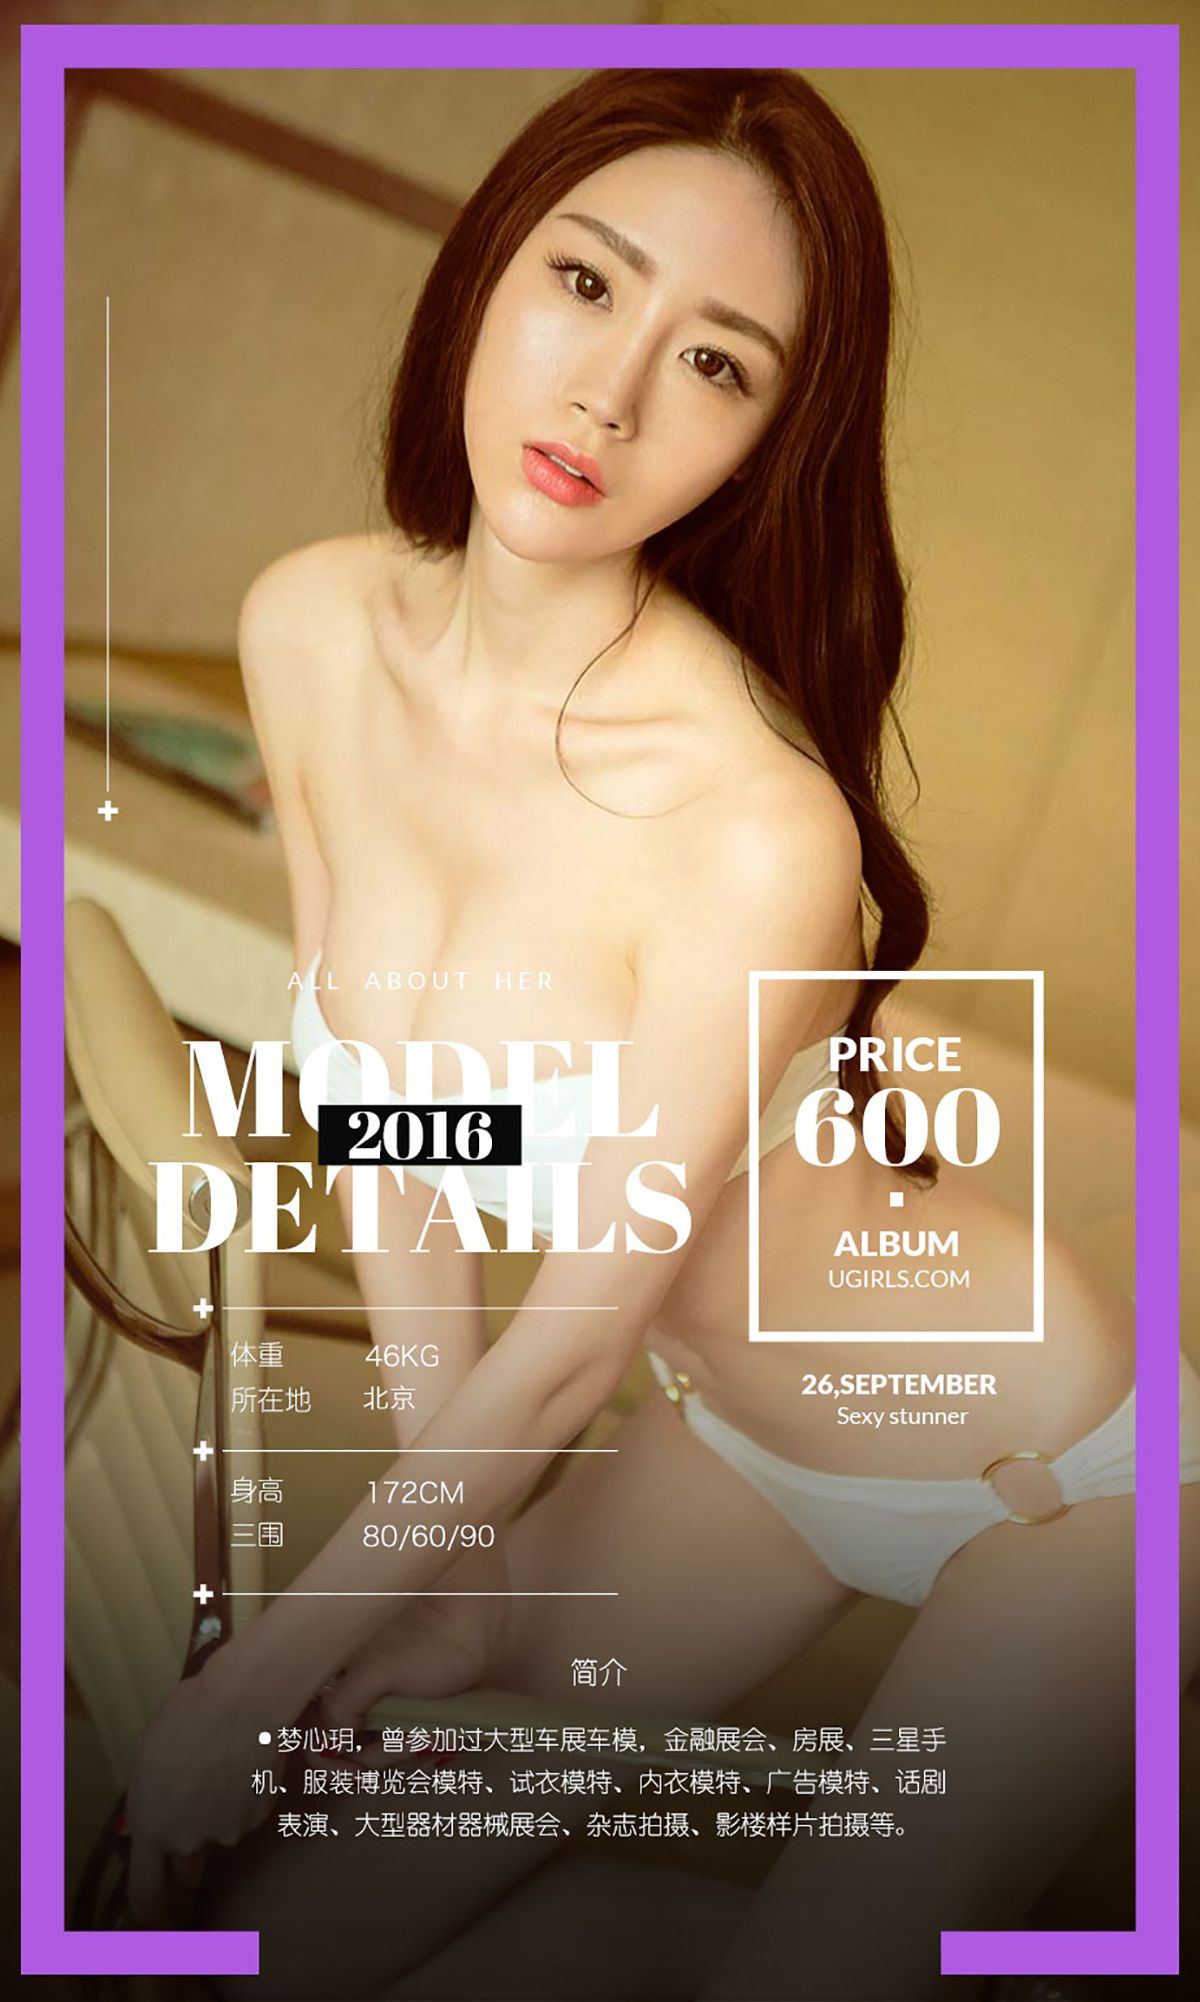 ALL ABOUT HER
MODEL
2016
DETAILS
PRICE
600
ALBUM
UGIRLS.COM
26,SEPTEMBER
Sexy stunner
体重 46KG
所在地 北京
身高 172CM
三围 80/60/90
简介
●梦心玥，曾参加过大型车展车模，金融展会、房展、三星手
机、服装博览会模特、试衣模特、内衣模特、广告模特、话剧
表演、大型器材器械展会、杂志拍摄、影楼样片拍摄等。